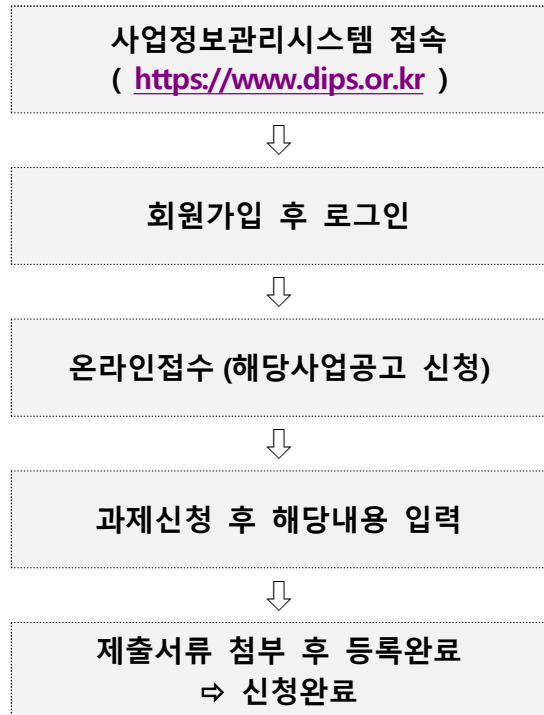 사업정보관리시스템 접속
( https://www.dips.or.kr )
⇩
회원가입 후 로그인
⇩
온라인접수 (해당사업공고 신청)
⇩
과제신청 후 해당내용 입력
⇩
제출서류 첨부 후 등록완료
⇨ 신청완료